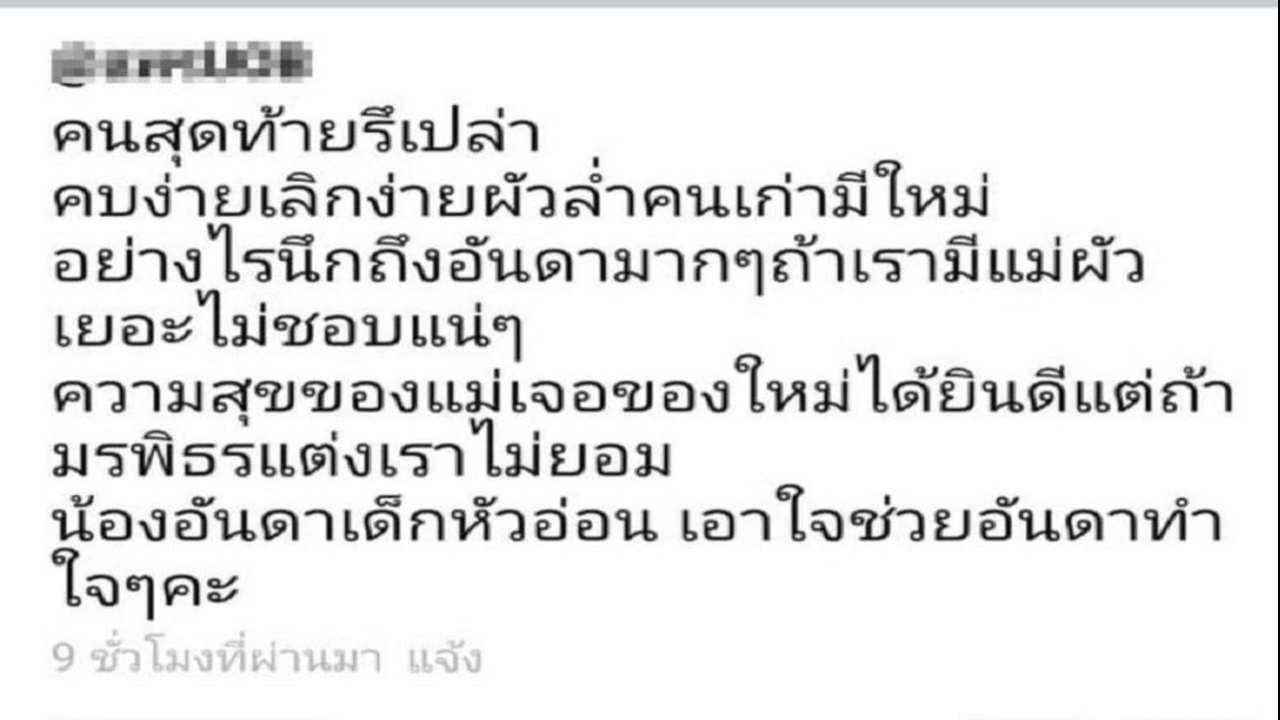 คนสุดท้ายรึเปล่า
คบง่ายเลิกง่ายผัวล่ำคนเก่ามีใหม่
อย่างไรนึกถึงอันดามากๆถ้าเรามีแม่ผัว
เยอะไม่ชอบแน่ๆ
ความสุขของแม่เจอของใหม่ได้ยินดีแต่ถ้า
มรพิธรแต่งเราไม่ยอม
น้องอันดาเด็กหัวอ่อน เอาใจช่วยอันดาทำ
ใจๆคะ
9 ชั่วโมงที่ผ่านมา แจ้ง